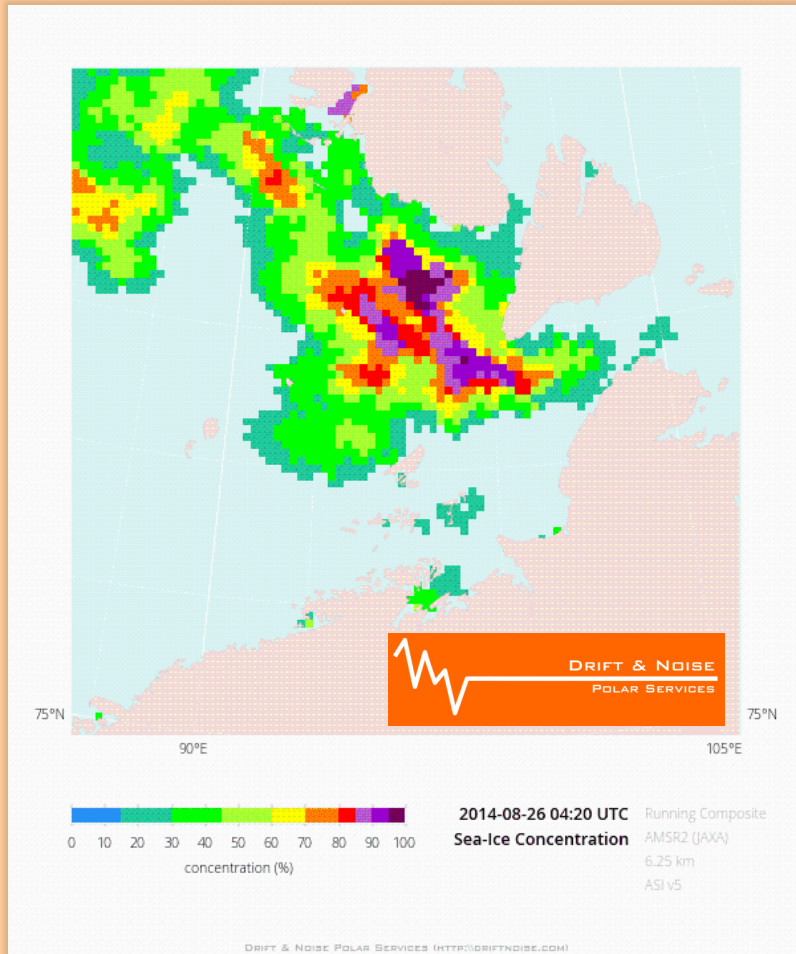 DRIFT & NOISE
POLAR SERVICES
75°N
75°N
90°E
105°E
0 10 20 30 40 50 60 70 80 90 100
concentration (%)
2014-08-26 04:20 UTC
Sea-Ice Concentration
Running Composite
AMSR2 (JAXA)
6.25 km
ASI v5
DRIFT & NOISE POLAR SERVICES (HTTP://DRIFTNOISE.COM)